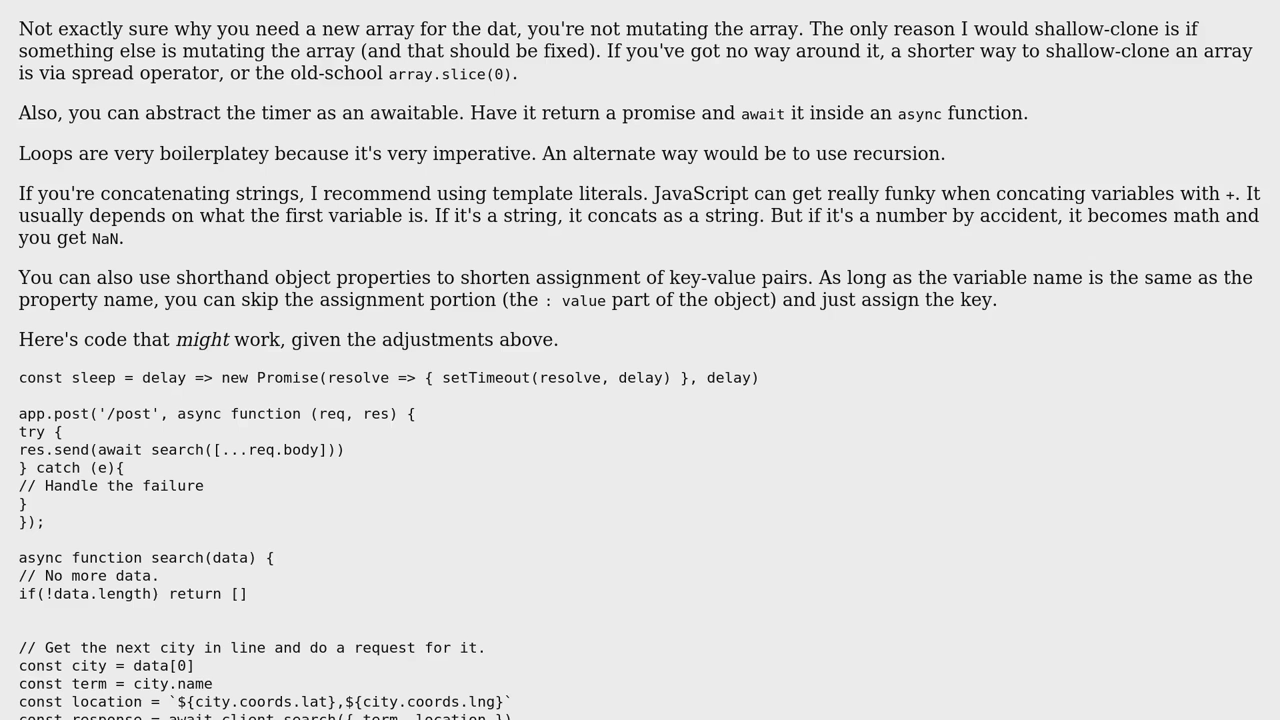 Not exactly sure why you need a new array for the dat, you're not mutating the array. The only reason I would shallow-clone is if
something else is mutating the array (and that should be fixed). If you've got no way around it, a shorter way to shallow-clone an array
is via spread operator, or the old-school array.slice(0).
Also, you can abstract the timer as an awaitable. Have it return a promise and await it inside an async function.
Loops are very boilerplatey because it's very imperative. An alternate way would be to use recursion.
If you're concatenating strings, I recommend using template literals. JavaScript can get really funky when concating variables with +. It
usually depends on what the first variable is. If it's a string, it concats as a string. But if it's a number by accident, it becomes math and
you get NaN.
You can also use shorthand object properties to shorten assignment of key-value pairs. As long as the variable name is the same as the
property name, you can skip the assignment portion (the : value part of the object) and just assign the key.
Here's code that might work, given the adjustments above.
const sleep = delay => new Promise(resolve => { setTimeout(resolve, delay) }, delay)
app.post('/post', async function (req, res) {
try {
res.send(await search([...req.body]))
} catch (e){
// Handle the failure
}
});
async function search(data) {
// No more data.
if(!data.length) return []
// Get the next city in line and do a request for it.
const city = data[0]
const term = city.name
const location = `${city.coords.lat},${city.coords.lng}`
const response = await client.search({ term, location })